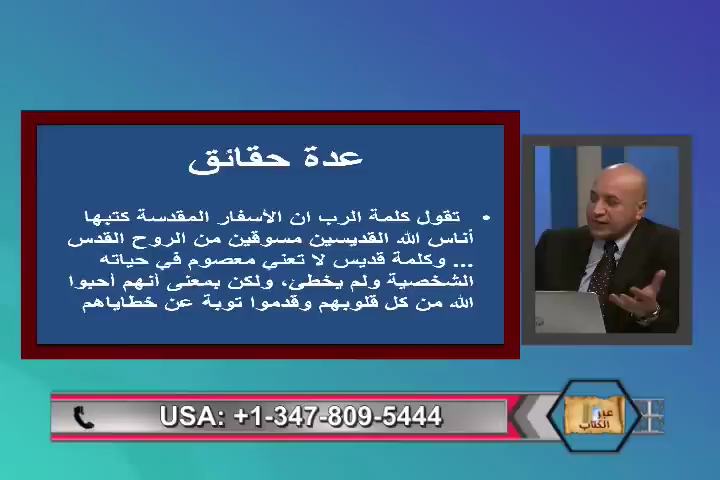 عدة حقائق
• تقول كلمة الرب ان الأسفار المقدسة كتبها
أناس الله القديسين مسوقين من الروح القدس
... وكلمة قديس لا تعني معصوم في حياته
الشخصية ولم يخطئ، ولكن بمعنى أنهم أحبوا
الله من كل قلوبهم وقدموا توبة عن خطاياهم
USA: +1-347-809-5444
عبر
الكتاب